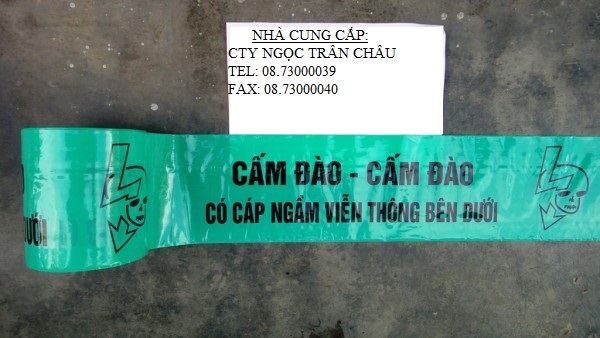 NHÀ CUNG CẤP:
CTY NGỌC TRÂN CHÂU
TEL: 08.73000039
FAX: 08.73000040
CẤM ĐÀO - CẤM ĐÀO
CÓ CÁP NGẦM VIỄN THÔNG BÊN DƯỚI
DƯỚI